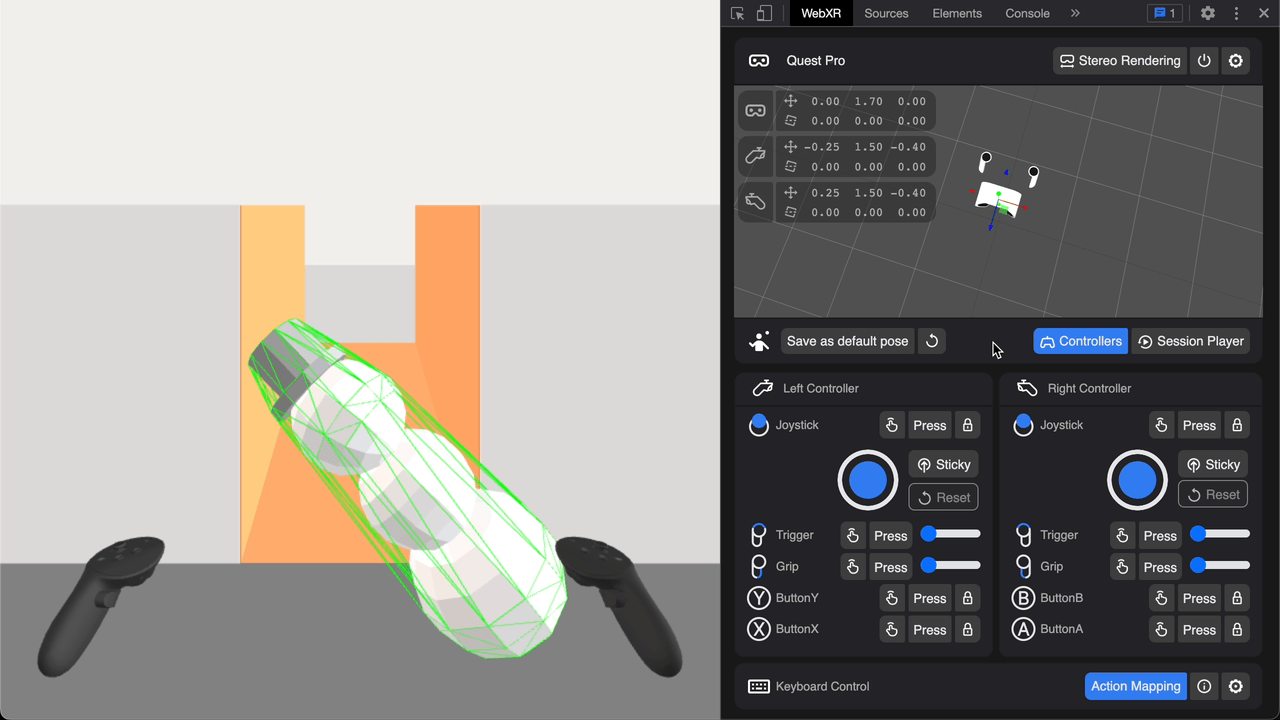 WebXR Sources Elements Console » 1
Quest Pro Stereo Rendering
0.00 1.70 0.00
0.00 0.00 0.00
-0.25 1.50 -0.40
0.00 0.00 0.00
0.25 1.50 -0.40
0.00 0.00 0.00
Save as default pose Controllers Session Player
Left Controller
Joystick Press
Sticky
Reset
Trigger Press
Grip Press
Y ButtonY Press
X ButtonX Press
Right Controller
Joystick Press
Sticky
Reset
Trigger Press
Grip Press
B ButtonB Press
A ButtonA Press
Keyboard Control Action Mapping